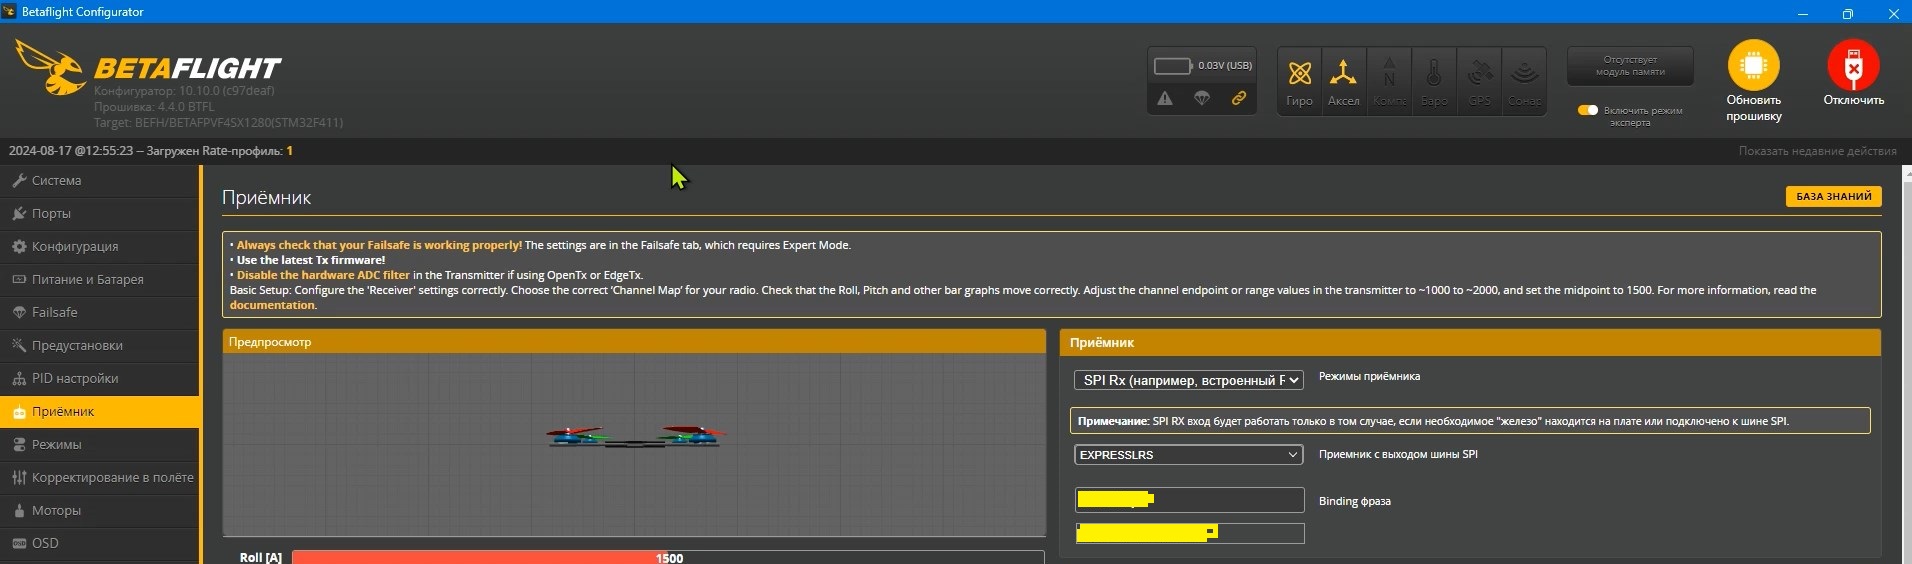 Betaflight Configurator
BETAFLIGHT
Конфигуратор: 10.10.0 (c97deaf)
Прошивка: 4.4.0 BTFL
Target: BEFH/BETAFPVF4SX1280(STM32F411)
0.03V (USB)
Гиро
Аксел
Компс
Баро
GPS
Сонас
Отсутствует
модуль памяти
Включить режим
эксперта
Обновить
прошивку
Отключить
2024-08-17 @12:55:23 -- Загружен Rate-профиль: 1
Показать недавние действия
Система
Порты
Конфигурация
Питание и Батарея
Failsafe
Предустановки
PID настройки
Приёмник
Режимы
Корректирование в полёте
Моторы
OSD
Приёмник
БАЗА ЗНАНИЙ
• Always check that your Failsafe is working properly! The settings are in the Failsafe tab, which requires Expert Mode.
• Use the latest Tx firmware!
• Disable the hardware ADC filter in the Transmitter if using OpenTx or EdgeTx.
Basic Setup: Configure the 'Receiver' settings correctly. Choose the correct 'Channel Map' for your radio. Check that the Roll, Pitch and other bar graphs move correctly. Adjust the channel endpoint or range values in the transmitter to ~1000 to ~2000, and set the midpoint to 1500. For more information, read the
documentation.
Предпросмотр
Roll [A]
1500
Приёмник
SPI Rx (например, встроенный F
Режимы приёмника
Примечание: SPI RX вход будет работать только в том случае, если необходимое "железо" находится на плате или подключено к шине SPI.
EXPRESSLRS
Приемник с выходом шины SPI
Binding фраза